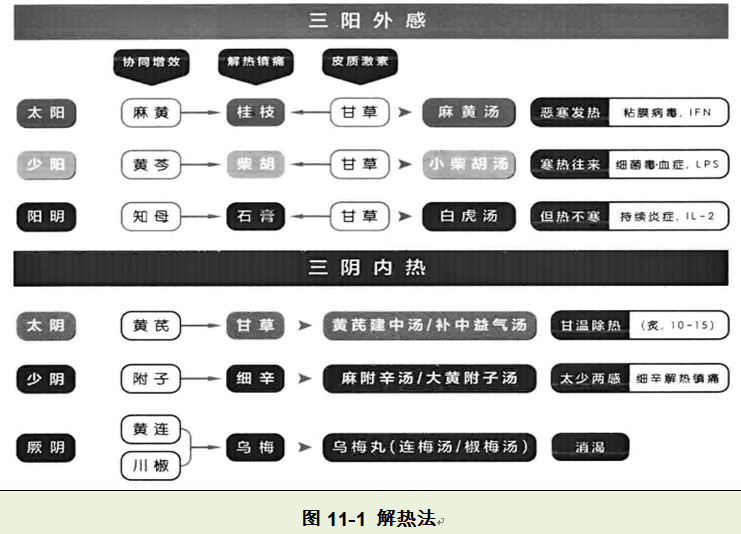 三阳外感
协同增效 解热镇痛 皮质激素
太阳 麻黄 桂枝 甘草 麻黄汤 恶寒发热 粘膜病毒, IFN
少阳 黄芩 柴胡 甘草 小柴胡汤 寒热往来 细菌毒·血症, LPS
阳明 知母 石膏 甘草 白虎汤 但热不寒 持续炎症, IL-2
三阴内热
太阴 黄芪 甘草 黄芪建中汤/补中益气汤 甘温除热 (炙, 10-15)
少阴 附子 细辛 麻附辛汤/大黄附子汤 太少两感 细辛解热镇痛
厥阴 黄连 川椒 乌梅 乌梅丸(连梅汤/椒梅汤) 消渴
图 11-1 解热法